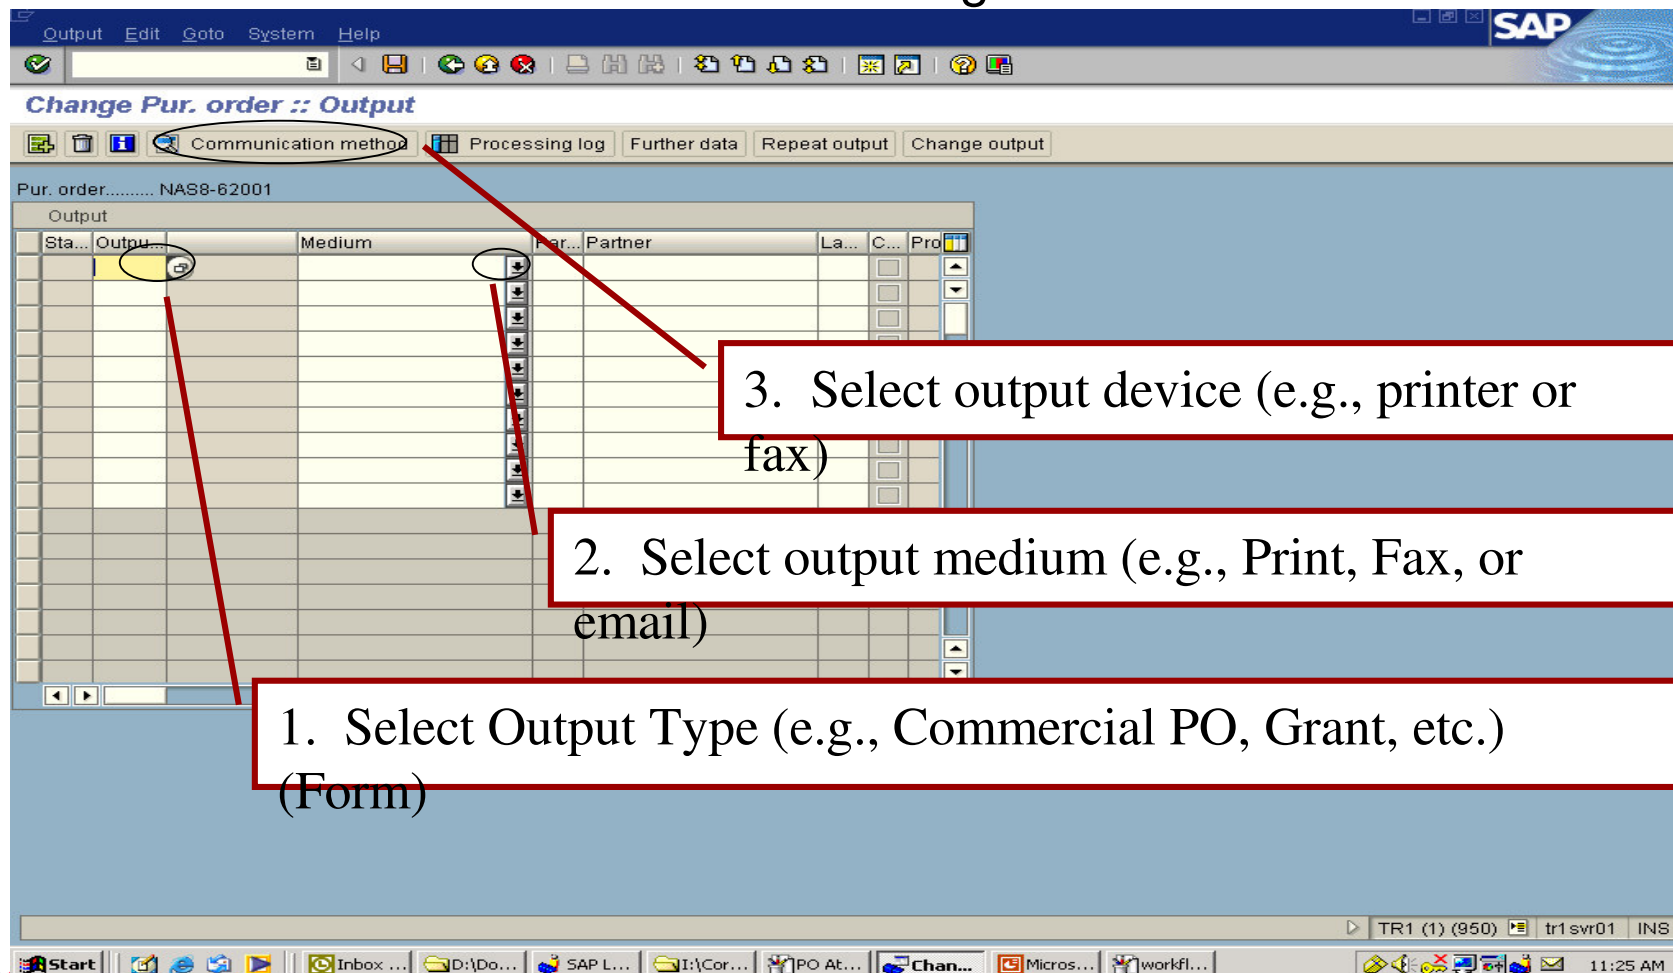 Output Edit Goto System Help
SAP
Change Pur. order :: Output
Communication method Processing log Further data Repeat output Change output
Pur. order.......... NAS8-62001
Output
Sta... Outpu... Medium Par... Partner La... C... Pro
3. Select output device (e.g., printer or
fax)
2. Select output medium (e.g., Print, Fax, or
email)
1. Select Output Type (e.g., Commercial PO, Grant, etc.)
(Form)
TR1 (1) (950) tr1svr01 INS
Start Inbox ... D:\Do... SAP L... I:\Cor... PO At... Chan... Micros... workfl... 11:25 AM